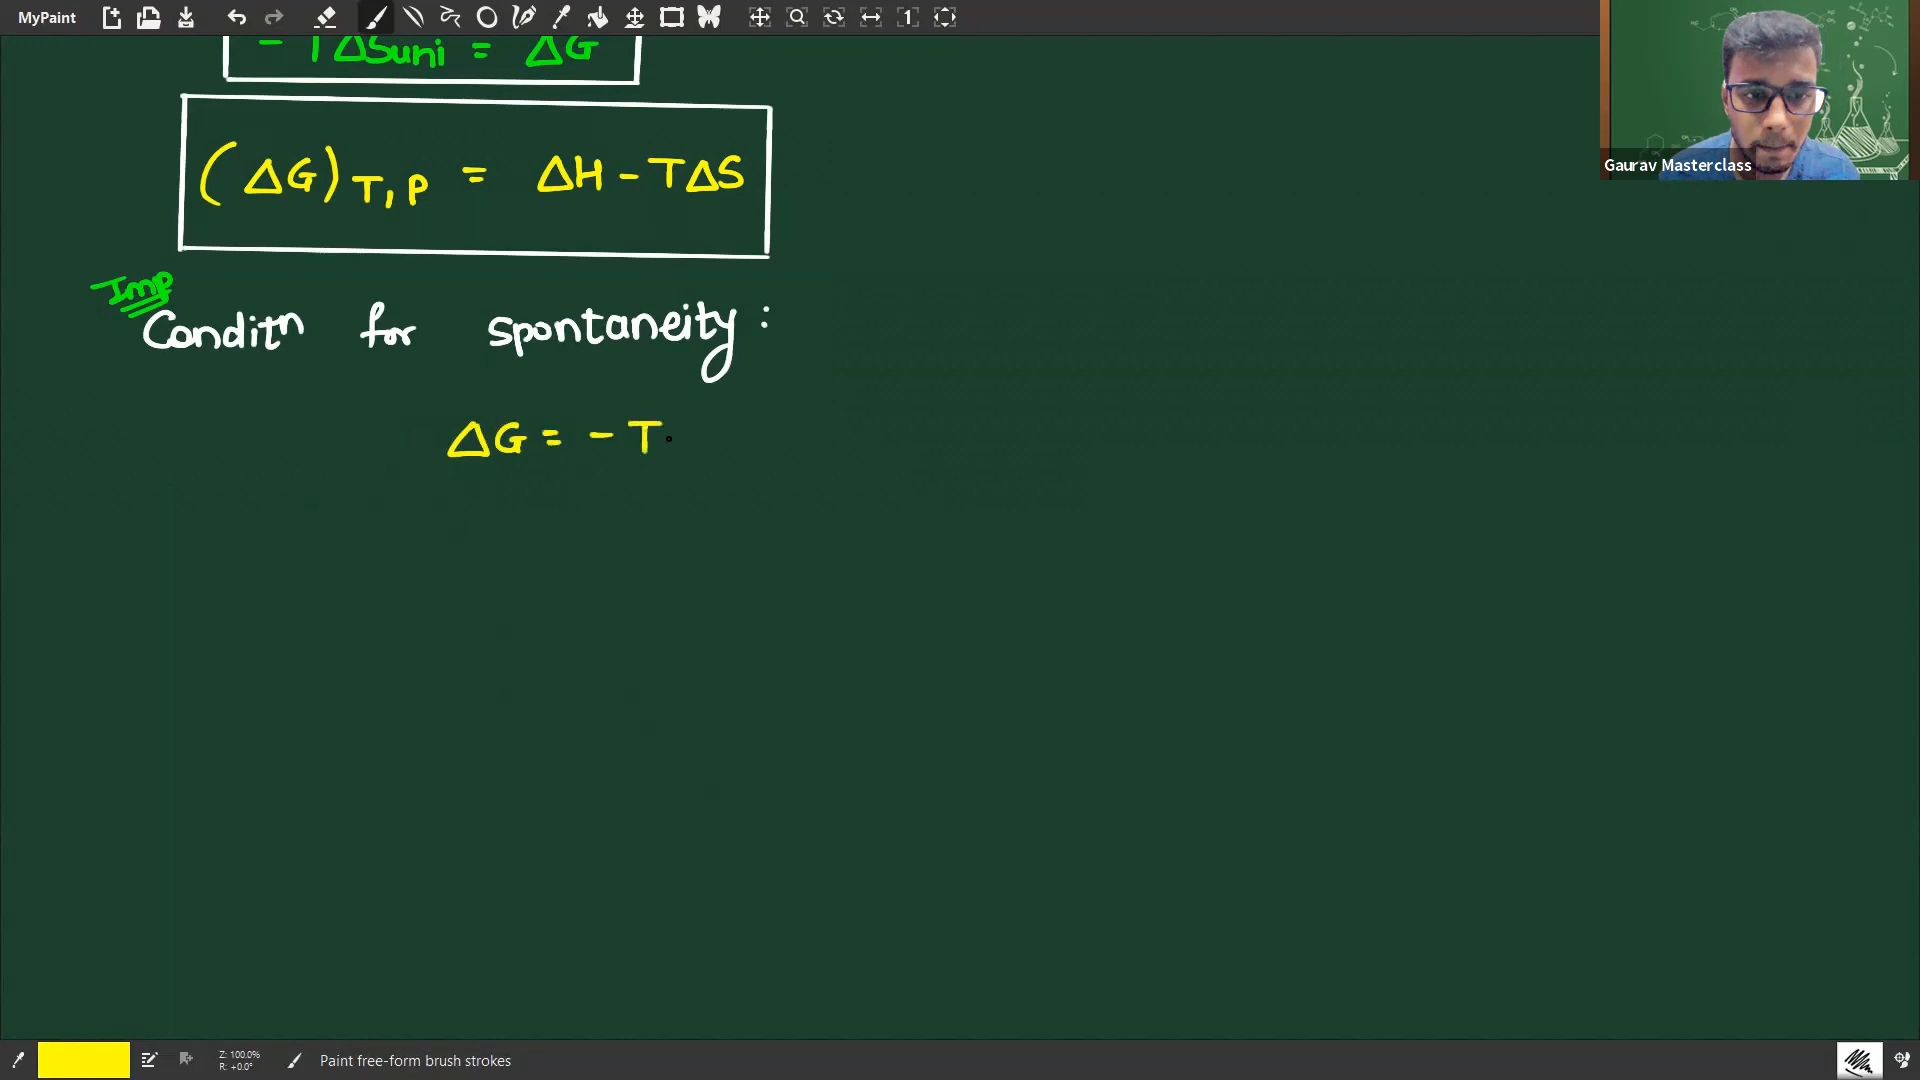 MyPaint
- TΔSuni = ΔG
(ΔG)T,P = ΔH - TΔS
Imp
Conditn for spontaneity :
ΔG = - T
Gaurav Masterclass
Z: 100.0%
R: +0.0°
Paint free-form brush strokes